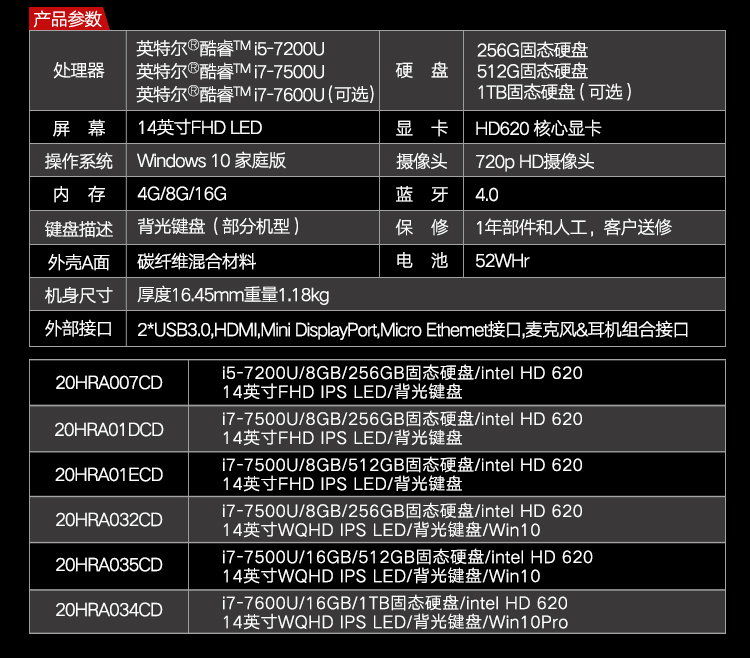 产品参数
处理器
英特尔®酷睿™ i5-7200U
英特尔®酷睿™ i7-7500U
英特尔®酷睿™ i7-7600U(可选)
硬 盘
256G固态硬盘
512G固态硬盘
1TB固态硬盘(可选)
屏 幕
14英寸FHD LED
显 卡
HD620 核心显卡
操作系统
Windows 10 家庭版
摄像头
720p HD摄像头
内 存
4G/8G/16G
蓝 牙
4.0
键盘描述
背光键盘(部分机型)
保 修
1年部件和人工，客户送修
外壳A面
碳纤维混合材料
电 池
52WHr
机身尺寸
厚度16.45mm重量1.18kg
外部接口
2*USB3.0,HDMI,Mini DisplayPort,Micro Ethernet接口,麦克风&耳机组合接口
20HRA007CD
i5-7200U/8GB/256GB固态硬盘/intel HD 620
14英寸FHD IPS LED/背光键盘
20HRA01DCD
i7-7500U/8GB/256GB固态硬盘/intel HD 620
14英寸FHD IPS LED/背光键盘
20HRA01ECD
i7-7500U/8GB/512GB固态硬盘/intel HD 620
14英寸FHD IPS LED/背光键盘
20HRA032CD
i7-7500U/8GB/256GB固态硬盘/intel HD 620
14英寸WQHD IPS LED/背光键盘/Win10
20HRA035CD
i7-7500U/16GB/512GB固态硬盘/intel HD 620
14英寸WQHD IPS LED/背光键盘/Win10
20HRA034CD
i7-7600U/16GB/1TB固态硬盘/intel HD 620
14英寸WQHD IPS LED/背光键盘/Win10Pro